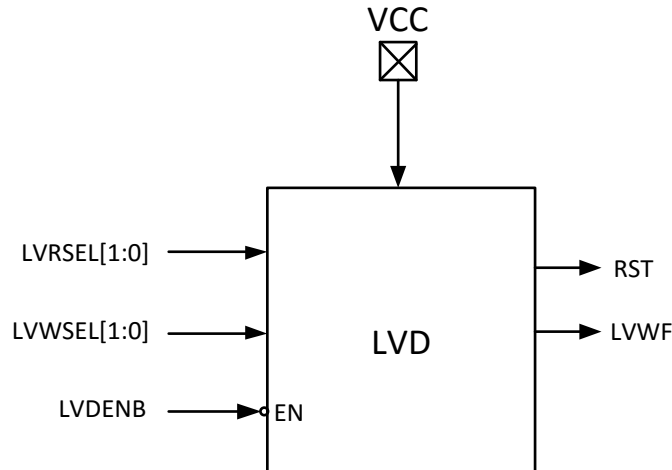 VCC
LVRSEL[1:0]
RST
LVWSEL[1:0]
LVD
LVWF
LVDENB
EN